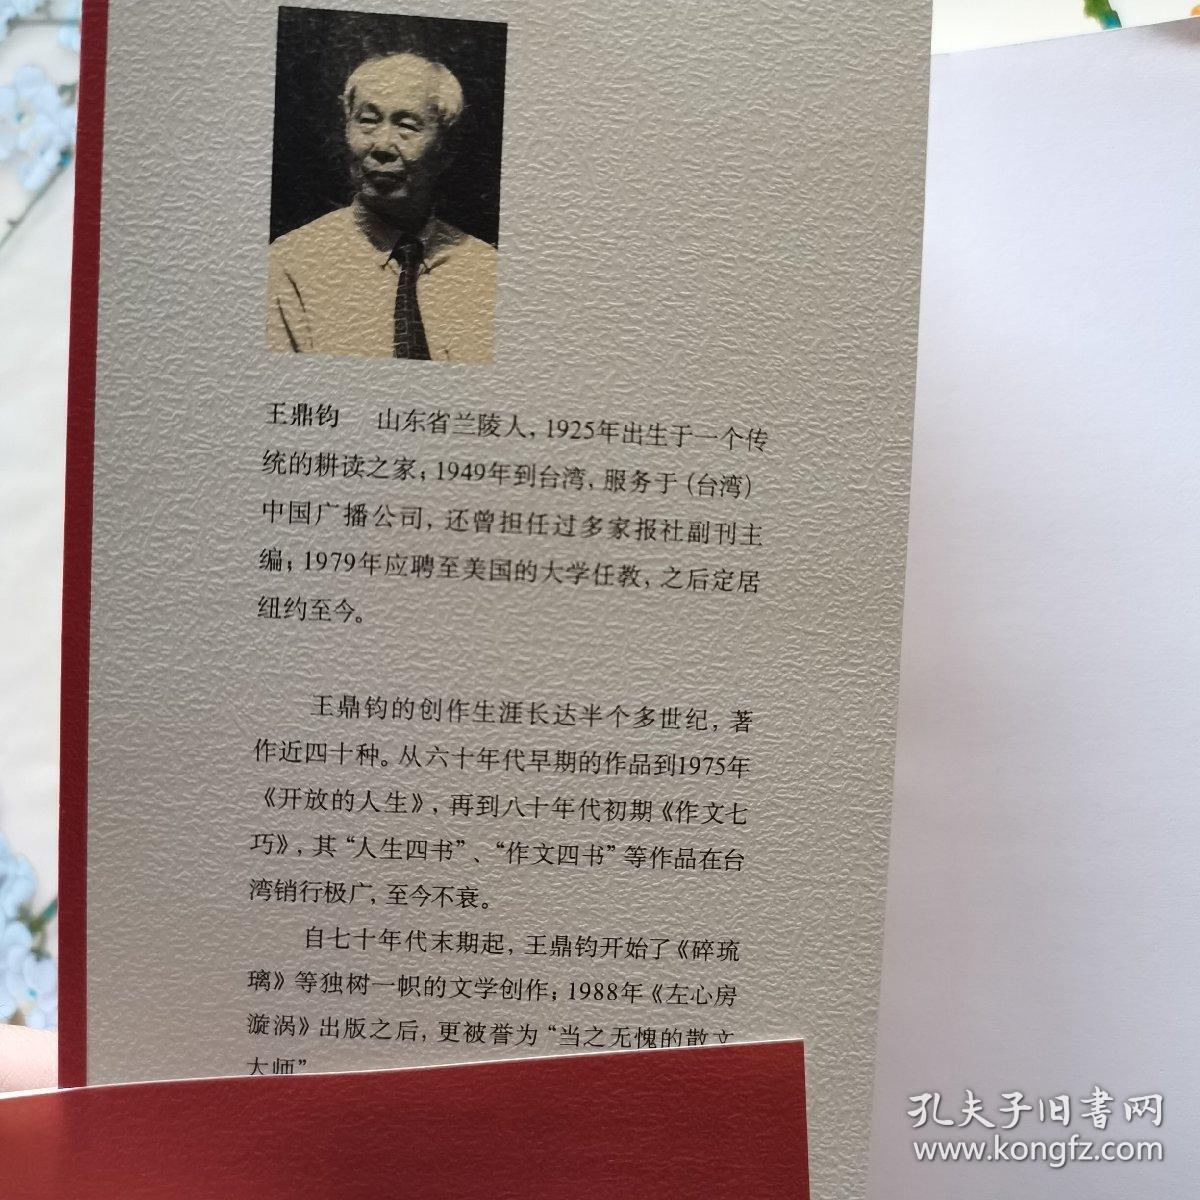 王鼎钧 山东省兰陵人，1925年出生于一个传
统的耕读之家；1949年到台湾，服务于（台湾）
中国广播公司，还曾担任过多家报社副刊主
编；1979年应聘至美国的大学任教，之后定居
纽约至今。
王鼎钧的创作生涯长达半个多世纪，著
作近四十种。从六十年代早期的作品到1975年
《开放的人生》，再到八十年代初期《作文七
巧》，其“人生四书”、“作文四书”等作品在台
湾销行极广，至今不衰。
自七十年代末期起，王鼎钧开始了《碎琉
璃》等独树一帜的文学创作；1988年《左心房
漩涡》出版之后，更被誉为“当之无愧的散文
大师”
孔夫子旧书网
www.kongfz.com